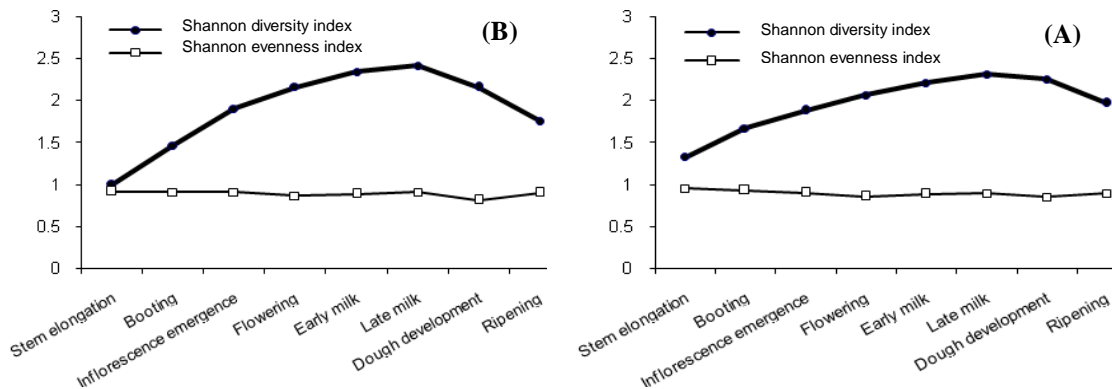 3
2.5
2
1.5
1
0.5
0
Shannon diversity index
Shannon evenness index
(B)
Stem elongation
Booting
Inflorescence emergence
Flowering
Early milk
Late milk
Dough development
Ripening
3
2.5
2
1.5
1
0.5
0
Shannon diversity index
Shannon evenness index
(A)
Stem elongation
Booting
Inflorescence emergence
Flowering
Early milk
Late milk
Dough development
Ripening